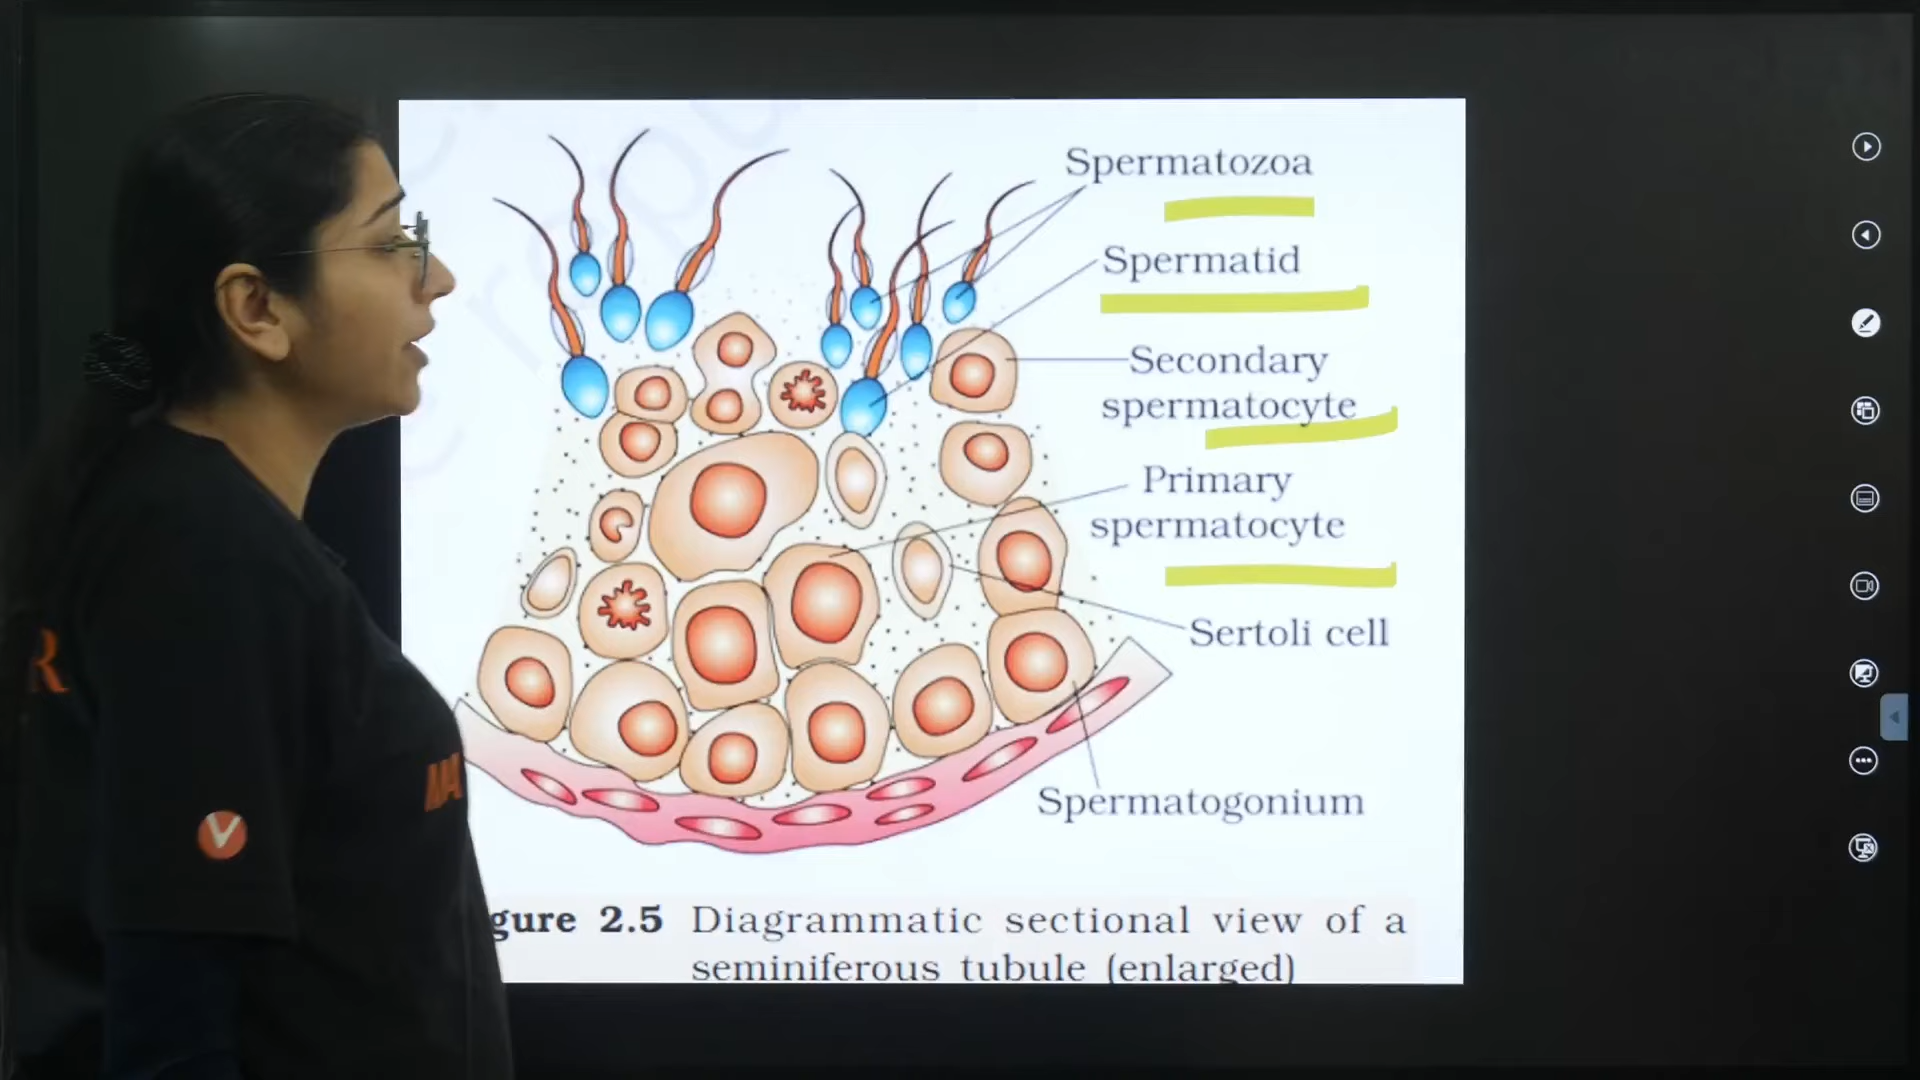 Spermatozoa
Spermatid
Secondary
spermatocyte
Primary
spermatocyte
Sertoli cell
Spermatogonium
gure 2.5 Diagrammatic sectional view of a
seminiferous tubule (enlarged)
R
V